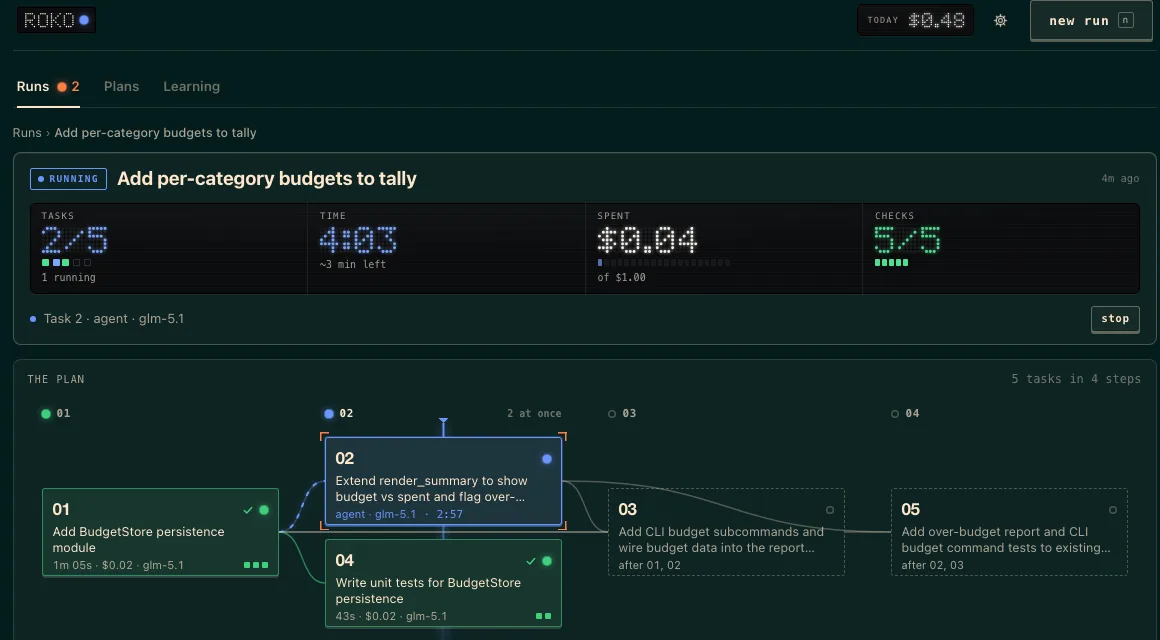 ROKO
TODAY $0.48
new run n
Runs 2 Plans Learning
Runs › Add per-category budgets to tally
RUNNING Add per-category budgets to tally 4m ago
TASKS
2/5
1 running
TIME
4:03
~3 min left
SPENT
$0.04
of $1.00
CHECKS
5/5
Task 2 · agent · glm-5.1
stop
THE PLAN
5 tasks in 4 steps
01
02
2 at once
03
04
01
Add BudgetStore persistence
module
1m 05s · $0.02 · glm-5.1
02
Extend render_summary to show
budget vs spent and flag over-…
agent · glm-5.1 · 2:57
04
Write unit tests for BudgetStore
persistence
43s · $0.02 · glm-5.1
03
Add CLI budget subcommands and
wire budget data into the report…
after 01, 02
05
Add over-budget report and CLI
budget command tests to existing…
after 02, 03